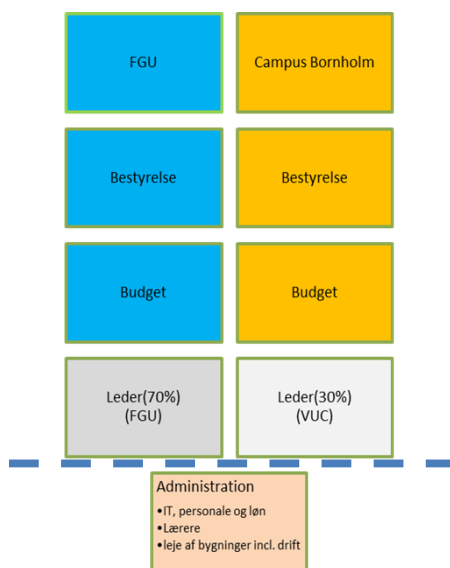 FGU
Campus Bornholm
Bestyrelse
Bestyrelse
Budget
Budget
Leder(70%)
(FGU)
Leder(30%)
(VUC)
Administration
•IT, personale og løn
•Lærere
•leje af bygninger incl. drift